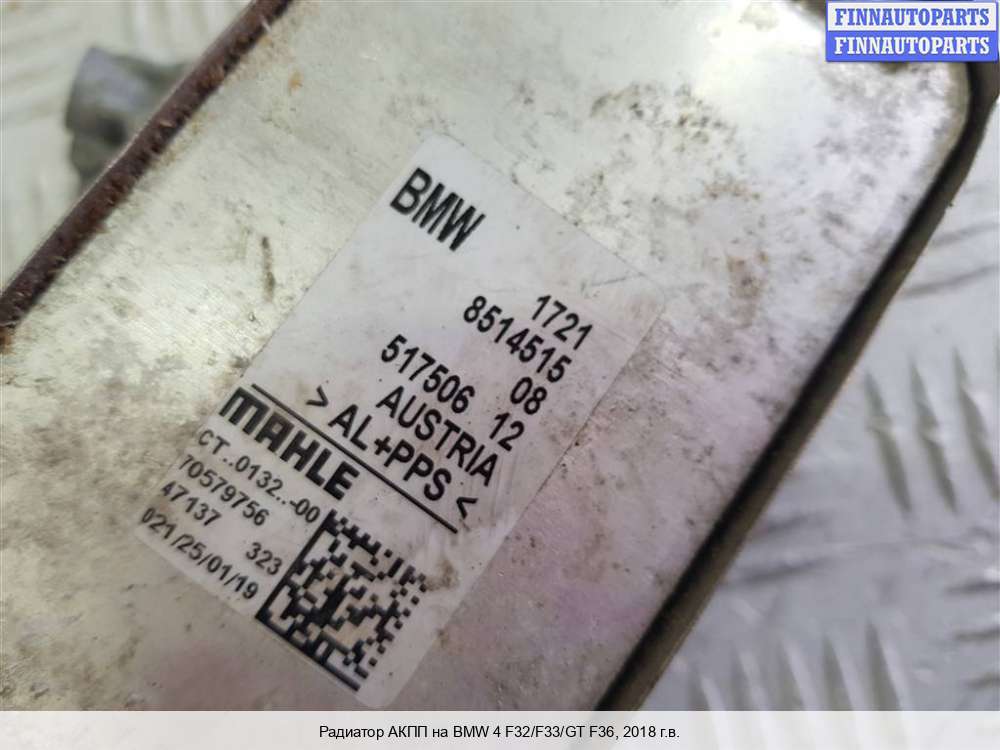 FINNAUTOPARTS
FINNAUTOPARTS
BMW
1721
8514515 08
517506 12
AUSTRIA
> AL+PPS <
MAHLE
CT..0132..-00
70579756
47137 323
021/25/01/19
Радиатор АКПП на BMW 4 F32/F33/GT F36, 2018 г.в.